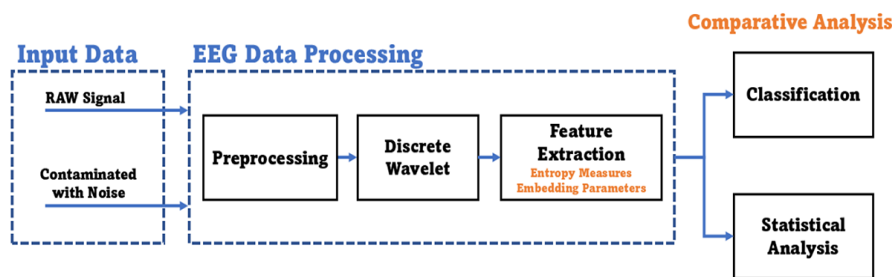 Comparative Analysis
Input Data
EEG Data Processing
RAW Signal
Contaminated
with Noise
Preprocessing
Discrete
Wavelet
Feature
Extraction
Entropy Measures
Embedding Parameters
Classification
Statistical
Analysis